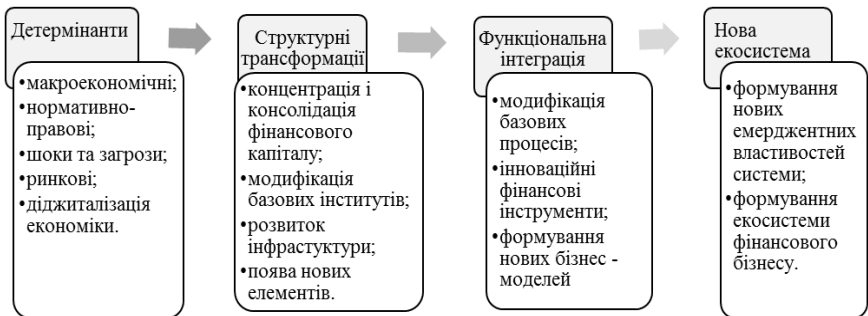 Детермінанти
•макроекономічні;
•нормативно-
правові;
•шоки та загрози;
•ринкові;
•діджиталізація
економіки.
Структурні
трансформації
•концентрація і
консолідація
фінансового
капіталу;
•модифікація
базових інститутів;
•розвиток
інфрастуктури;
•поява нових
елементів.
Функціональна
інтеграція
•модифікація
базових
процесів;
•інноваційні
фінансові
інструменти;
•формування
нових бізнес -
моделей
Нова
екосистема
•формування
нових
емерджентних
властивостей
системи;
•формування
екосистеми
фінансового
бізнесу.